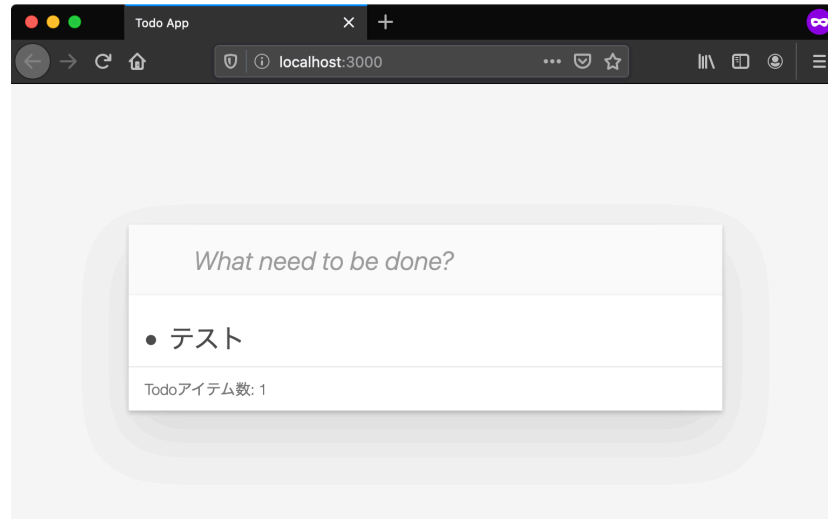 Todo App
localhost:3000
What need to be done?
テスト
Todoアイテム数: 1